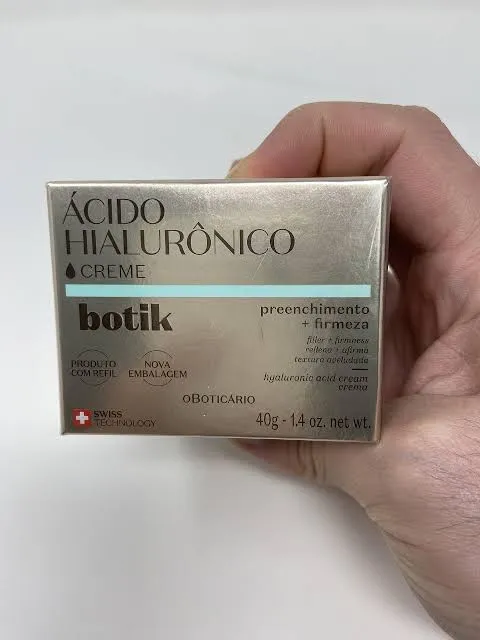 ÁCIDO
HIALURÔNICO
CREME
botik
preenchimento
+ firmeza
filler + firmness
relleno + afirma
textura aveludada
hyaluronic acid cream
crema
PRODUTO
COM REFIL
NOVA
EMBALAGEM
oBOTICÁRIO
SWISS
TECHNOLOGY
40g - 1.4 oz. net wt.